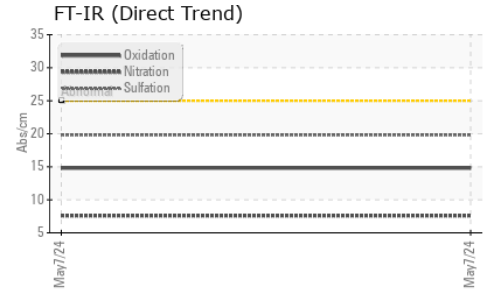 FT-IR (Direct Trend)
35
30
25
20
15
10
5
Abs/cm
Oxidation
Nitration
Sulfation
Abnormal
May7/24
May7/24